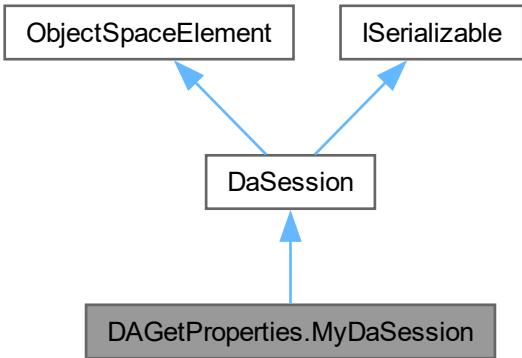 ObjectSpaceElement
ISerializable
DaSession
DAGetProperties.MyDaSession